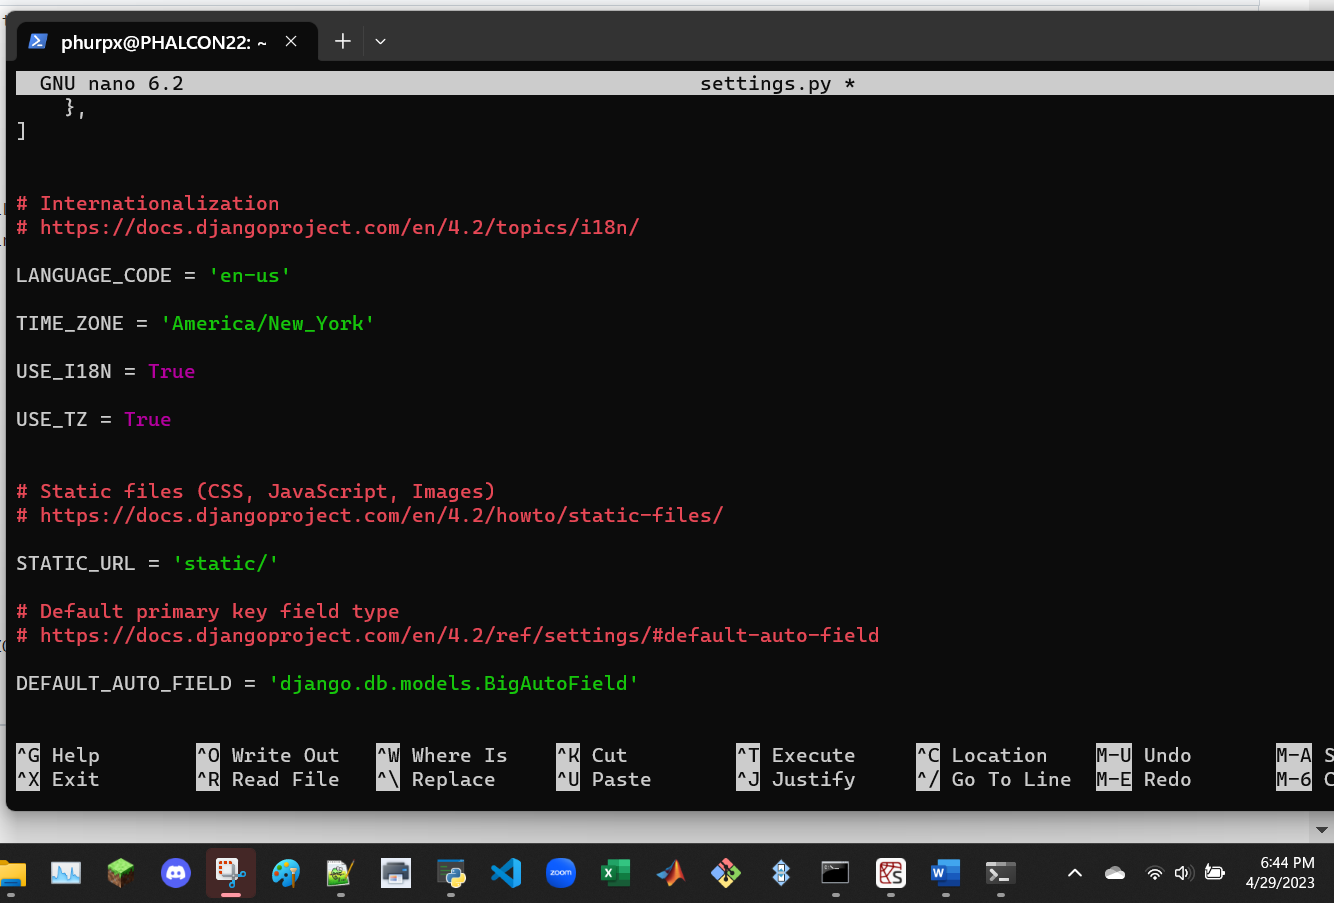 phurpx@PHALCON22: ~
GNU nano 6.2 settings.py *
},
]
# Internationalization
# https://docs.djangoproject.com/en/4.2/topics/i18n/
LANGUAGE_CODE = 'en-us'
TIME_ZONE = 'America/New_York'
USE_I18N = True
USE_TZ = True
# Static files (CSS, JavaScript, Images)
# https://docs.djangoproject.com/en/4.2/howto/static-files/
STATIC_URL = 'static/'
# Default primary key field type
# https://docs.djangoproject.com/en/4.2/ref/settings/#default-auto-field
DEFAULT_AUTO_FIELD = 'django.db.models.BigAutoField'
^G Help ^O Write Out ^W Where Is ^K Cut ^T Execute ^C Location M-U Undo M-A
^X Exit ^R Read File ^\ Replace ^U Paste ^J Justify ^/ Go To Line M-E Redo M-6
zoom
6:44 PM
4/29/2023